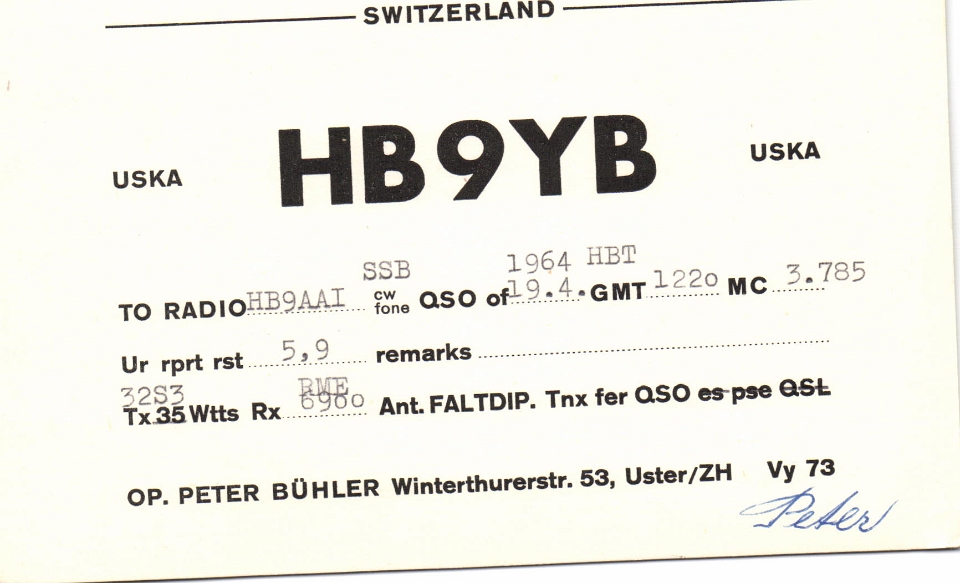 SWITZERLAND
USKA HB9YB USKA
SSB 1964 HBT
TO RADIO HB9AAI cw fone QSO of 19.4. GMT 1220 MC 3.785
Ur rprt rst 5,9 remarks
32S3 RME
Tx 35 Wtts Rx 6900 Ant. FALTDIP. Tnx fer QSO es pse QSL
OP. PETER BÜHLER Winterthurerstr. 53, Uster/ZH Vy 73
Peter